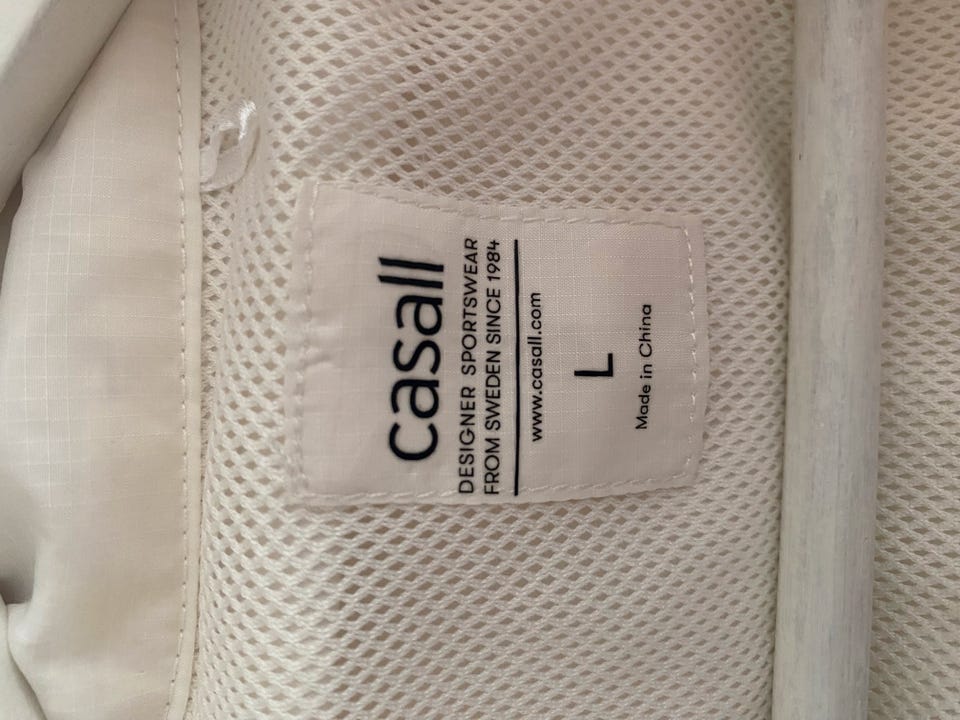 casall
DESIGNER SPORTSWEAR
FROM SWEDEN SINCE 1984
www.casall.com
L
Made in China